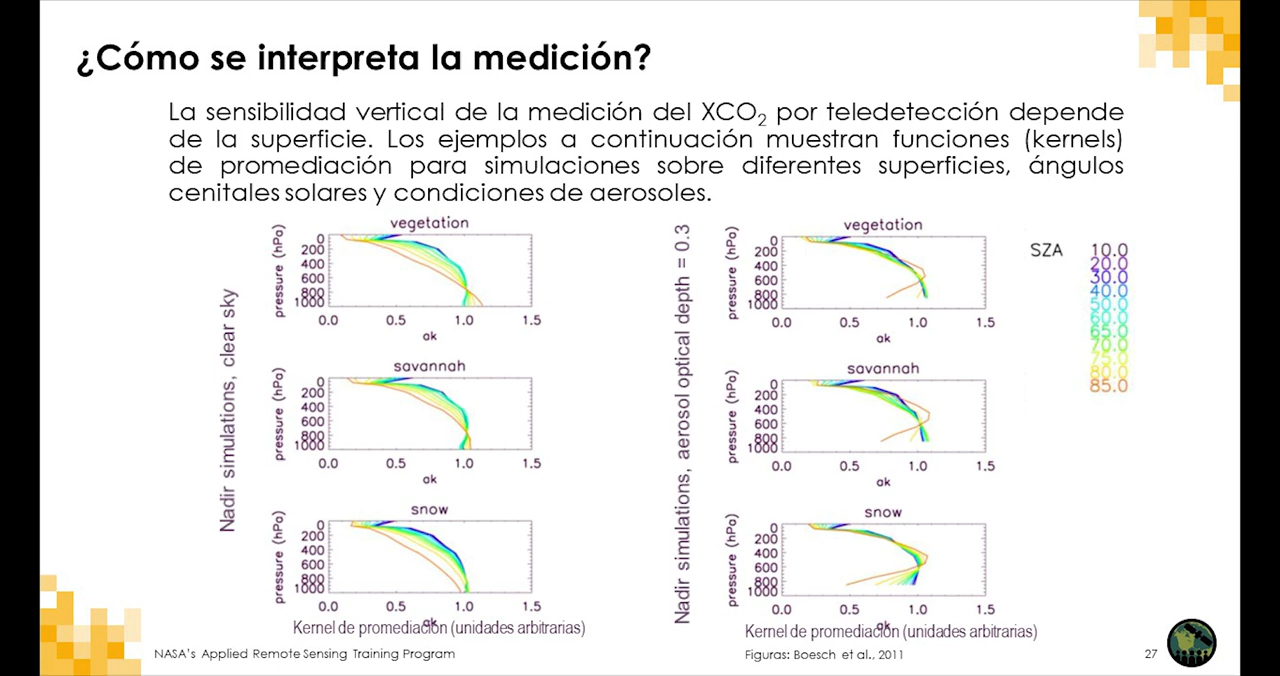 ¿Cómo se interpreta la medición?
La sensibilidad vertical de la medición del XCO2 por teledetección depende
de la superficie. Los ejemplos a continuación muestran funciones (kernels)
de promediación para simulaciones sobre diferentes superficies, ángulos
cenitales solares y condiciones de aerosoles.
Nadir simulations, clear sky
vegetation
pressure (hPa)
0
200
400
600
800
1000
0.0 0.5 1.0 1.5
ak
savannah
pressure (hPa)
0
200
400
600
800
1000
0.0 0.5 1.0 1.5
ak
snow
pressure (hPa)
0
200
400
600
800
1000
0.0 0.5 1.0 1.5
ak
Kernel de promediación (unidades arbitrarias)
Nadir simulations, aerosol optical depth = 0.3
vegetation
pressure (hPa)
0
200
400
600
800
1000
0.0 0.5 1.0 1.5
ak
savannah
pressure (hPa)
0
200
400
600
800
1000
0.0 0.5 1.0 1.5
ak
snow
pressure (hPa)
0
200
400
600
800
1000
0.0 0.5 1.0 1.5
ak
Kernel de promediación (unidades arbitrarias)
SZA 10.0
20.0
30.0
40.0
50.0
60.0
65.0
70.0
75.0
80.0
85.0
NASA's Applied Remote Sensing Training Program
Figuras: Boesch et al., 2011
27